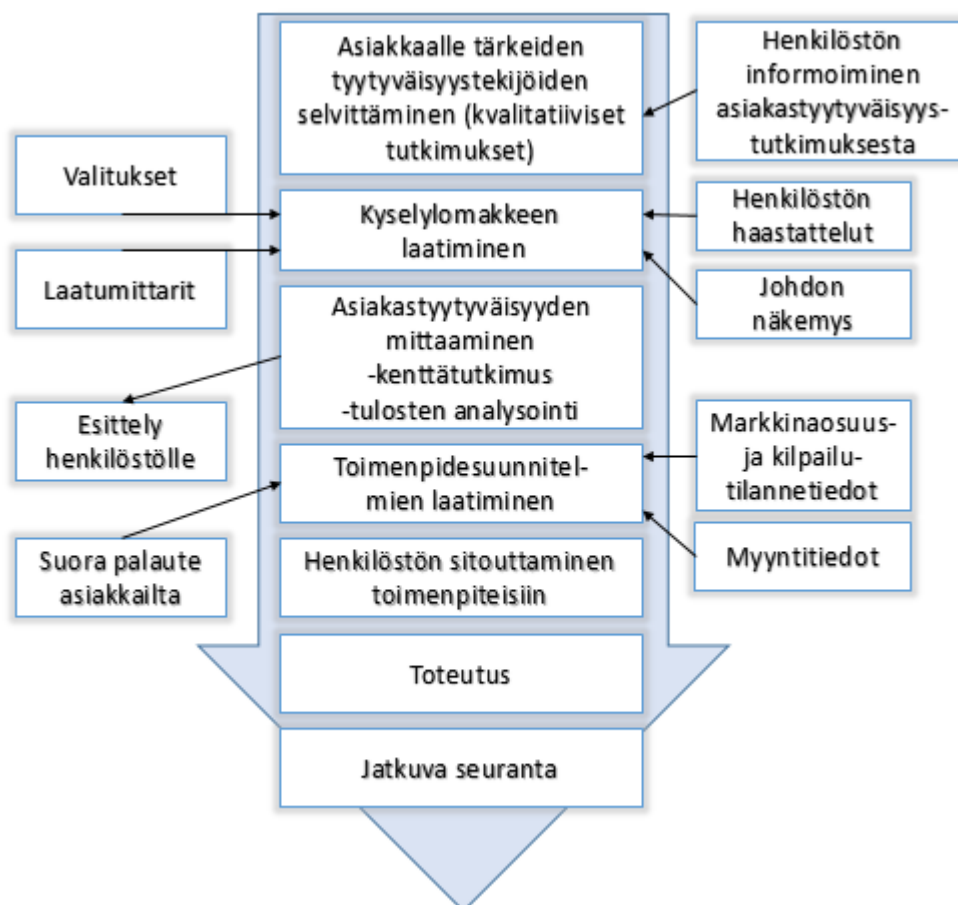 Asiakkaalle tärkeiden
tyytyväisyystekijöiden
selvittäminen (kvalitatiiviset
tutkimukset)
Henkilöstön
informoiminen
asiakastyytyväisyys-
tutkimuksesta
Valitukset
Kyselylomakkeen
laatiminen
Henkilöstön
haastattelut
Laatumittarit
Johdon
näkemys
Asiakastyytyväisyyden
mittaaminen
-kenttätutkimus
-tulosten analysointi
Esittely
henkilöstölle
Markkinaosuus-
ja kilpailu-
tilannetiedot
Toimenpidesuunnitel-
mien laatiminen
Suora palaute
asiakkailta
Myyntitiedot
Henkilöstön sitouttaminen
toimenpiteisiin
Toteutus
Jatkuva seuranta